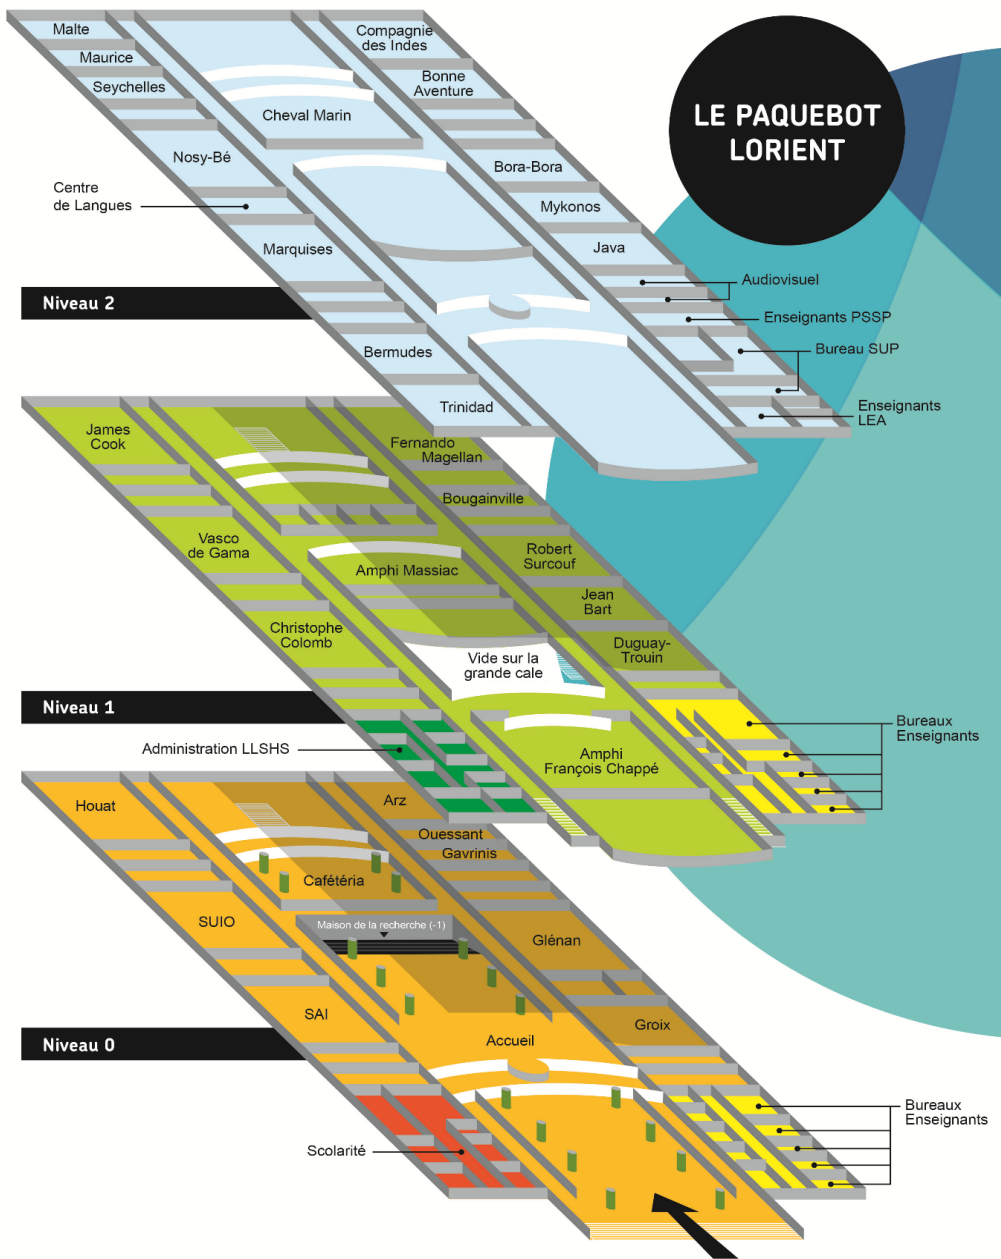 LE PAQUEBOT
LORIENT
Malte
Maurice
Seychelles
Nosy-Bé
Centre
de Langues
Marquises
Bermudes
Trinidad
Cheval Marin
Compagnie
des Indes
Bonne
Aventure
Bora-Bora
Mykonos
Java
Audiovisuel
Enseignants PSSP
Bureau SUP
Enseignants
LEA
Niveau 2
James
Cook
Vasco
de Gama
Christophe
Colomb
Administration LLSHS
Amphi Massiac
Vide sur la
grande cale
Amphi
François Chappé
Fernando
Magellan
Bougainville
Robert
Surcouf
Jean
Bart
Duguay-
Trouin
Bureaux
Enseignants
Niveau 1
Houat
SUIO
SAI
Scolarité
Cafétéria
Maison de la recherche (-1)
Accueil
Arz
Ouessant
Gavrinis
Glénan
Groix
Bureaux
Enseignants
Niveau 0